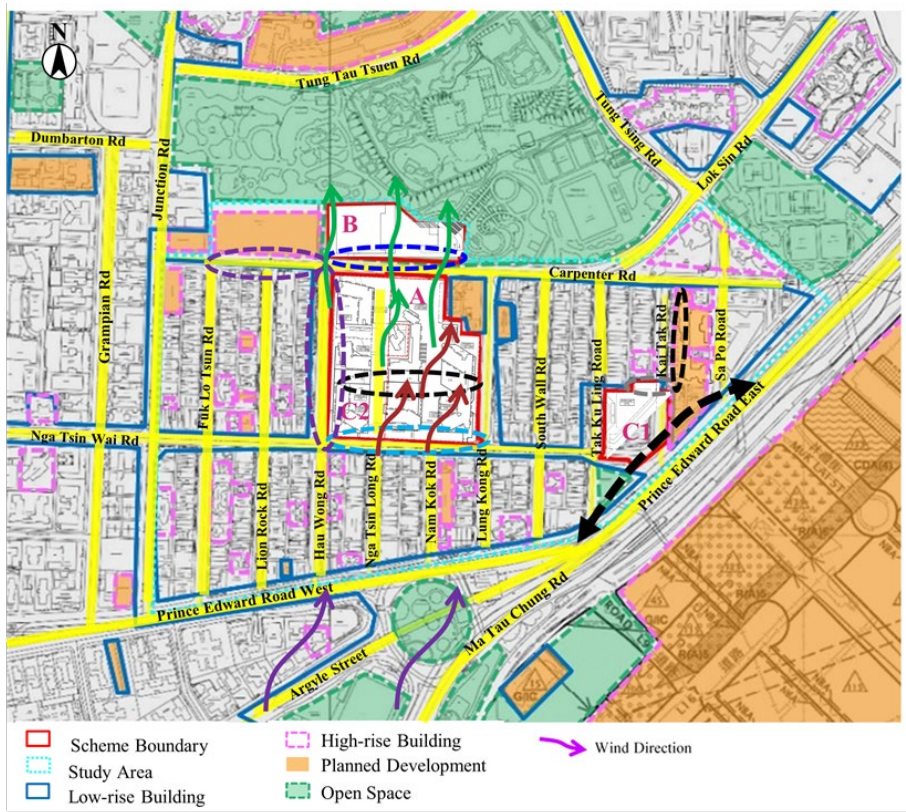 N
Tung Tau Tsuen Rd
Dumbarton Rd
Junction Rd
Tung Tsing Rd
Lok Sin Rd
Grampian Rd
B
A
Carpenter Rd
Fuk Lo Tsun Rd
Lion Rock Rd
Hau Wong Rd
Nga Tsin Long Rd
Nam Kok Rd
Lung Kong Rd
South Wall Rd
Tak Ku Ling Road
Kai Tak Rd
Sa Po Road
C2
C1
Nga Tsin Wai Rd
Prince Edward Road East
Prince Edward Road West
Argyle Street
Ma Tau Chung Rd
Scheme Boundary
Study Area
Low-rise Building
High-rise Building
Planned Development
Open Space
Wind Direction